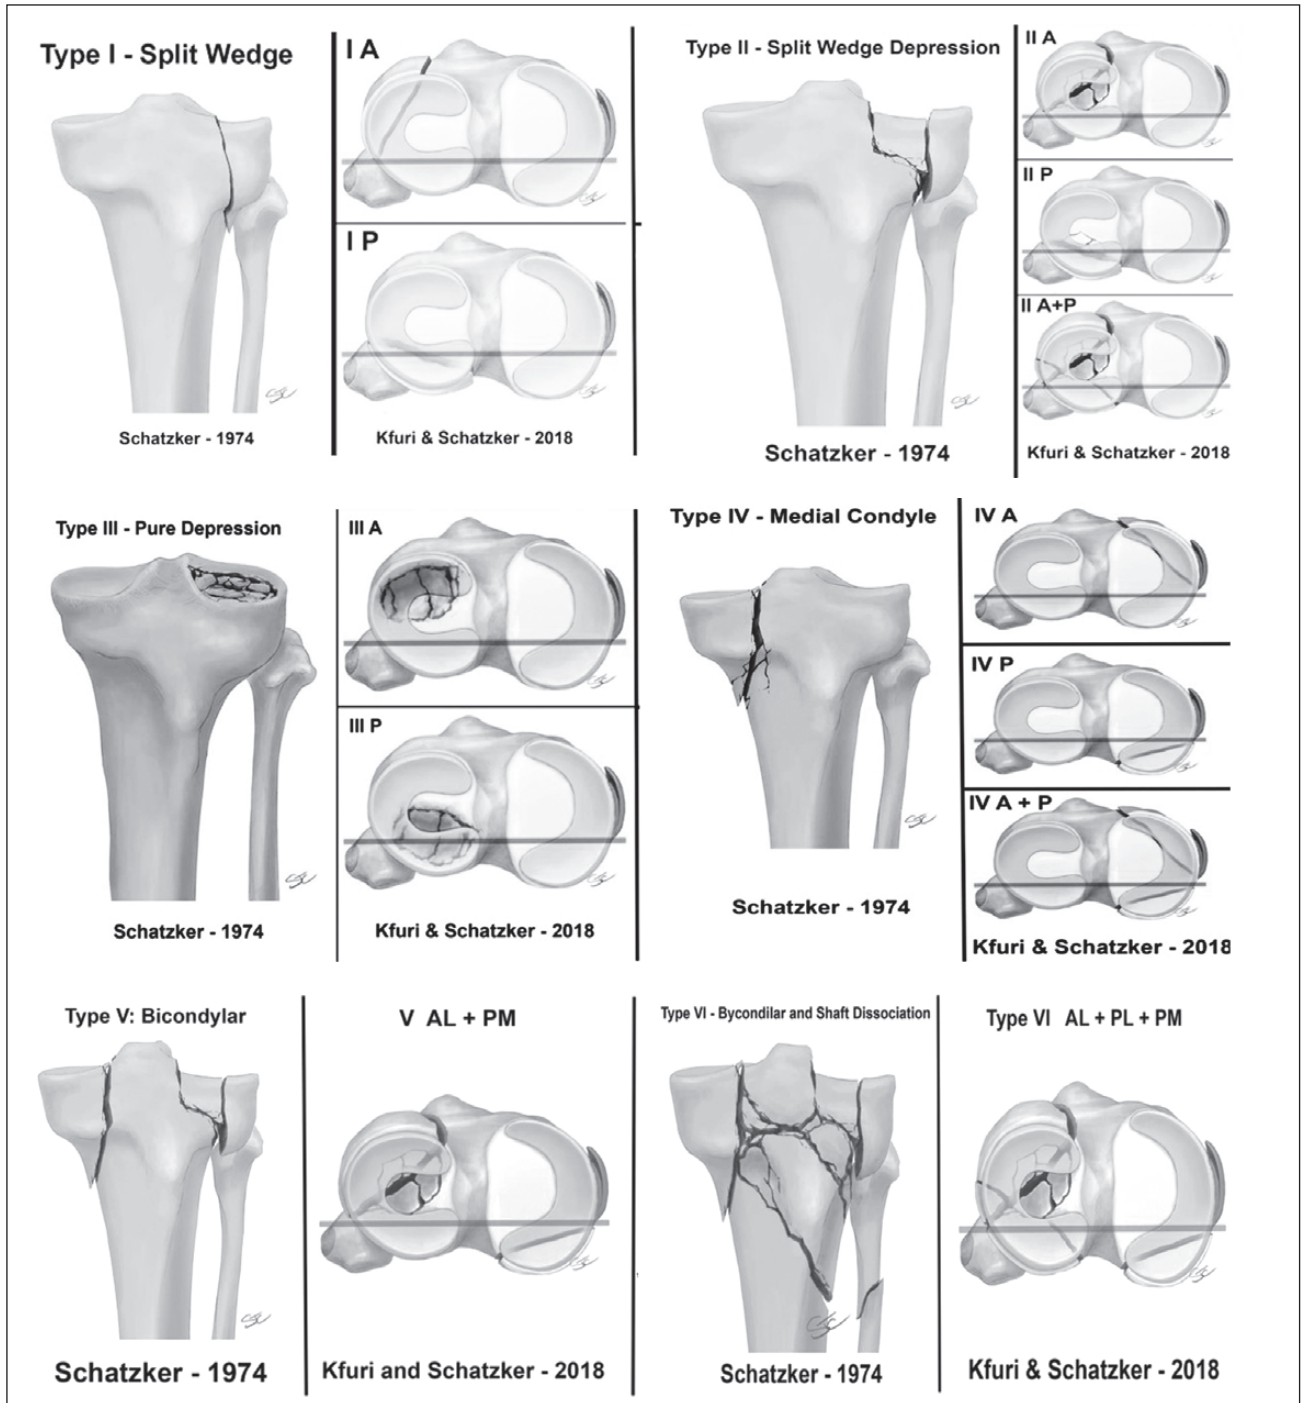 Type I - Split Wedge
I A
I P
Schatzker - 1974
Kfuri & Schatzker - 2018
Type II - Split Wedge Depression
II A
II P
II A+P
Schatzker - 1974
Kfuri & Schatzker - 2018
Type III - Pure Depression
III A
III P
Schatzker - 1974
Kfuri & Schatzker - 2018
Type IV - Medial Condyle
IV A
IV P
IV A + P
Schatzker - 1974
Kfuri & Schatzker - 2018
Type V: Bicondylar
V AL + PM
Schatzker - 1974
Kfuri and Schatzker - 2018
Type VI - Bycondilar and Shaft Dissociation
Type VI AL + PL + PM
Schatzker - 1974
Kfuri & Schatzker - 2018